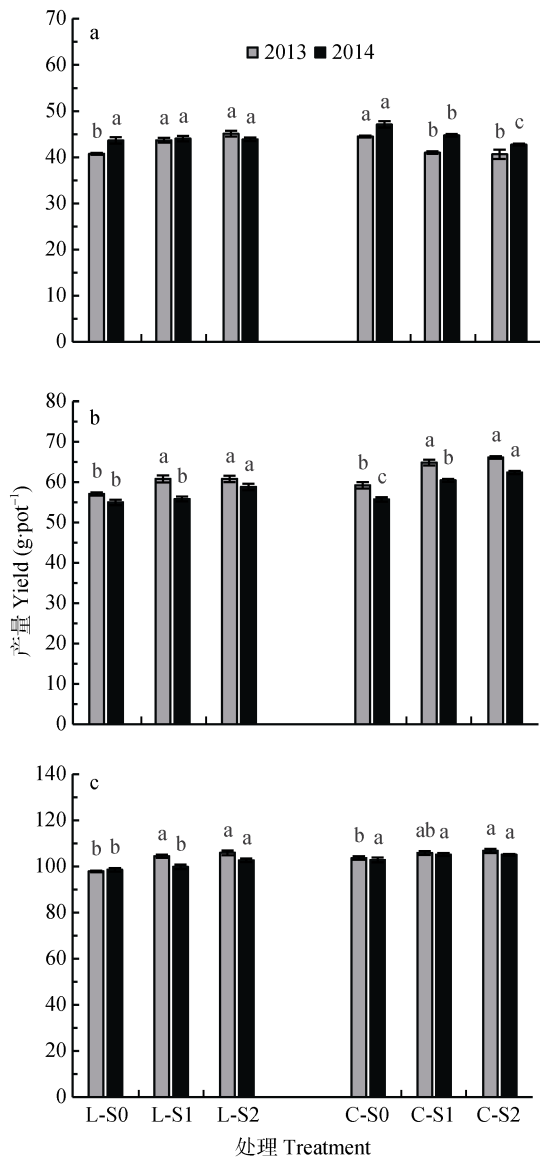 70
a
2013 2014
60
50
40
30
20
10
0
b a a a a a a a b b b c
80
b
70
60
50
40
30
20
10
0
b b a b a a b c a b a a
产量 Yield (g·pot⁻¹)
140
c
120
100
80
60
40
20
0
b b a b a a b a ab a a a
L-S0 L-S1 L-S2 C-S0 C-S1 C-S2
处理 Treatment